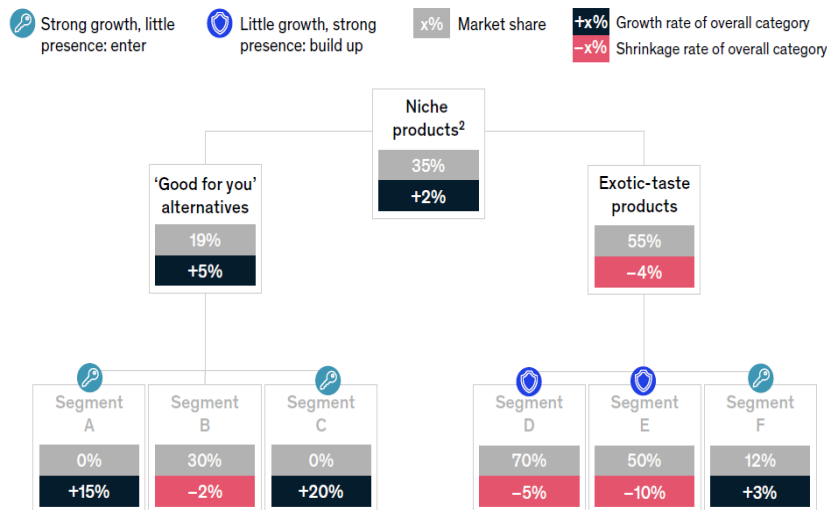 Strong growth, little
presence: enter
Little growth, strong
presence: build up
x% Market share
+x% Growth rate of overall category
–x% Shrinkage rate of overall category
Niche
products²
35%
+2%
‘Good for you’
alternatives
19%
+5%
Exotic-taste
products
55%
–4%
Segment
A
0%
+15%
Segment
B
30%
–2%
Segment
C
0%
+20%
Segment
D
70%
–5%
Segment
E
50%
–10%
Segment
F
12%
+3%